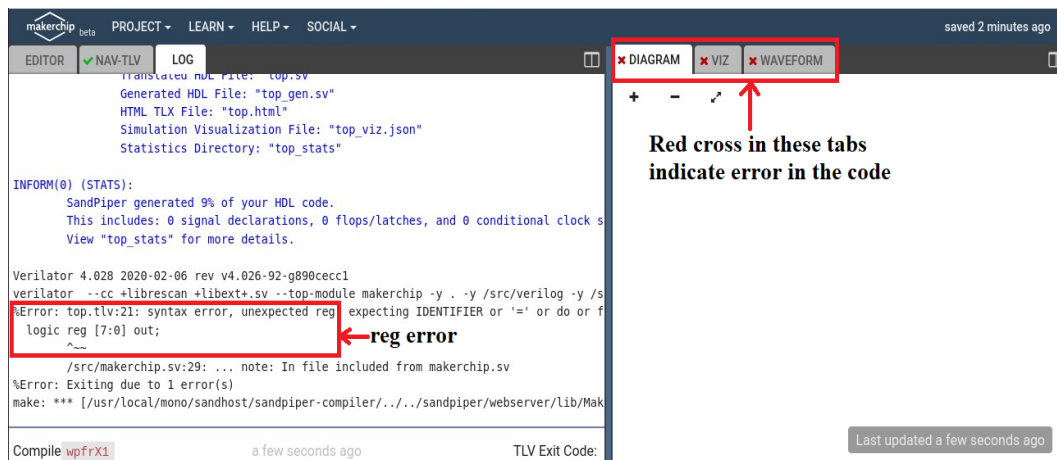 makerchip beta PROJECT LEARN HELP SOCIAL saved 2 minutes ago
EDITOR NAV-TLV LOG
DIAGRAM VIZ WAVEFORM
Translated HDL File: "top.sv"
Generated HDL File: "top_gen.sv"
HTML TLX File: "top.html"
Simulation Visualization File: "top_viz.json"
Statistics Directory: "top_stats"
INFORM(0) (STATS):
SandPiper generated 9% of your HDL code.
This includes: 0 signal declarations, 0 flops/latches, and 0 conditional clock s
View "top_stats" for more details.
Verilator 4.028 2020-02-06 rev v4.026-92-g890cecc1
verilator --cc +librescan +libext+.sv --top-module makerchip -y . -y /src/verilog -y /s
%Error: top.tlv:21: syntax error, unexpected reg, expecting IDENTIFIER or '=' or do or f
logic reg [7:0] out;
^~~
/src/makerchip.sv:29: ... note: In file included from makerchip.sv
%Error: Exiting due to 1 error(s)
make: *** [/usr/local/mono/sandhost/sandpiper-compiler/../../sandpiper/webserver/lib/Mak
reg error
Compile wpfrX1 a few seconds ago TLV Exit Code:
+ −
Red cross in these tabs
indicate error in the code
Last updated a few seconds ago